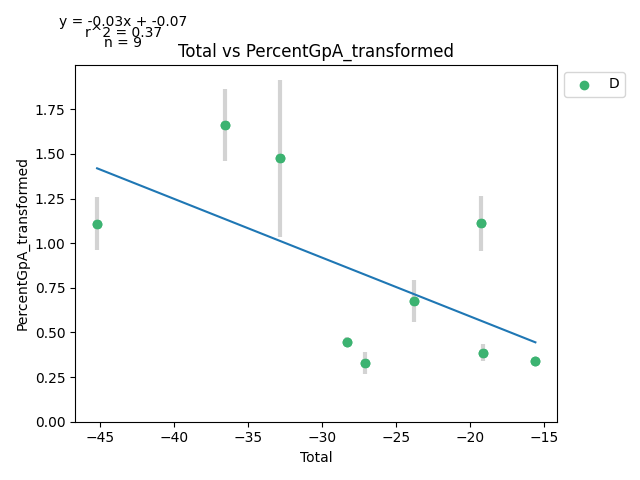 y = -0.03x + -0.07
r^2 = 0.37
n = 9
Total vs PercentGpA_transformed
D
PercentGpA_transformed
1.75
1.50
1.25
1.00
0.75
0.50
0.25
0.00
−45
−40
−35
−30
−25
−20
−15
Total